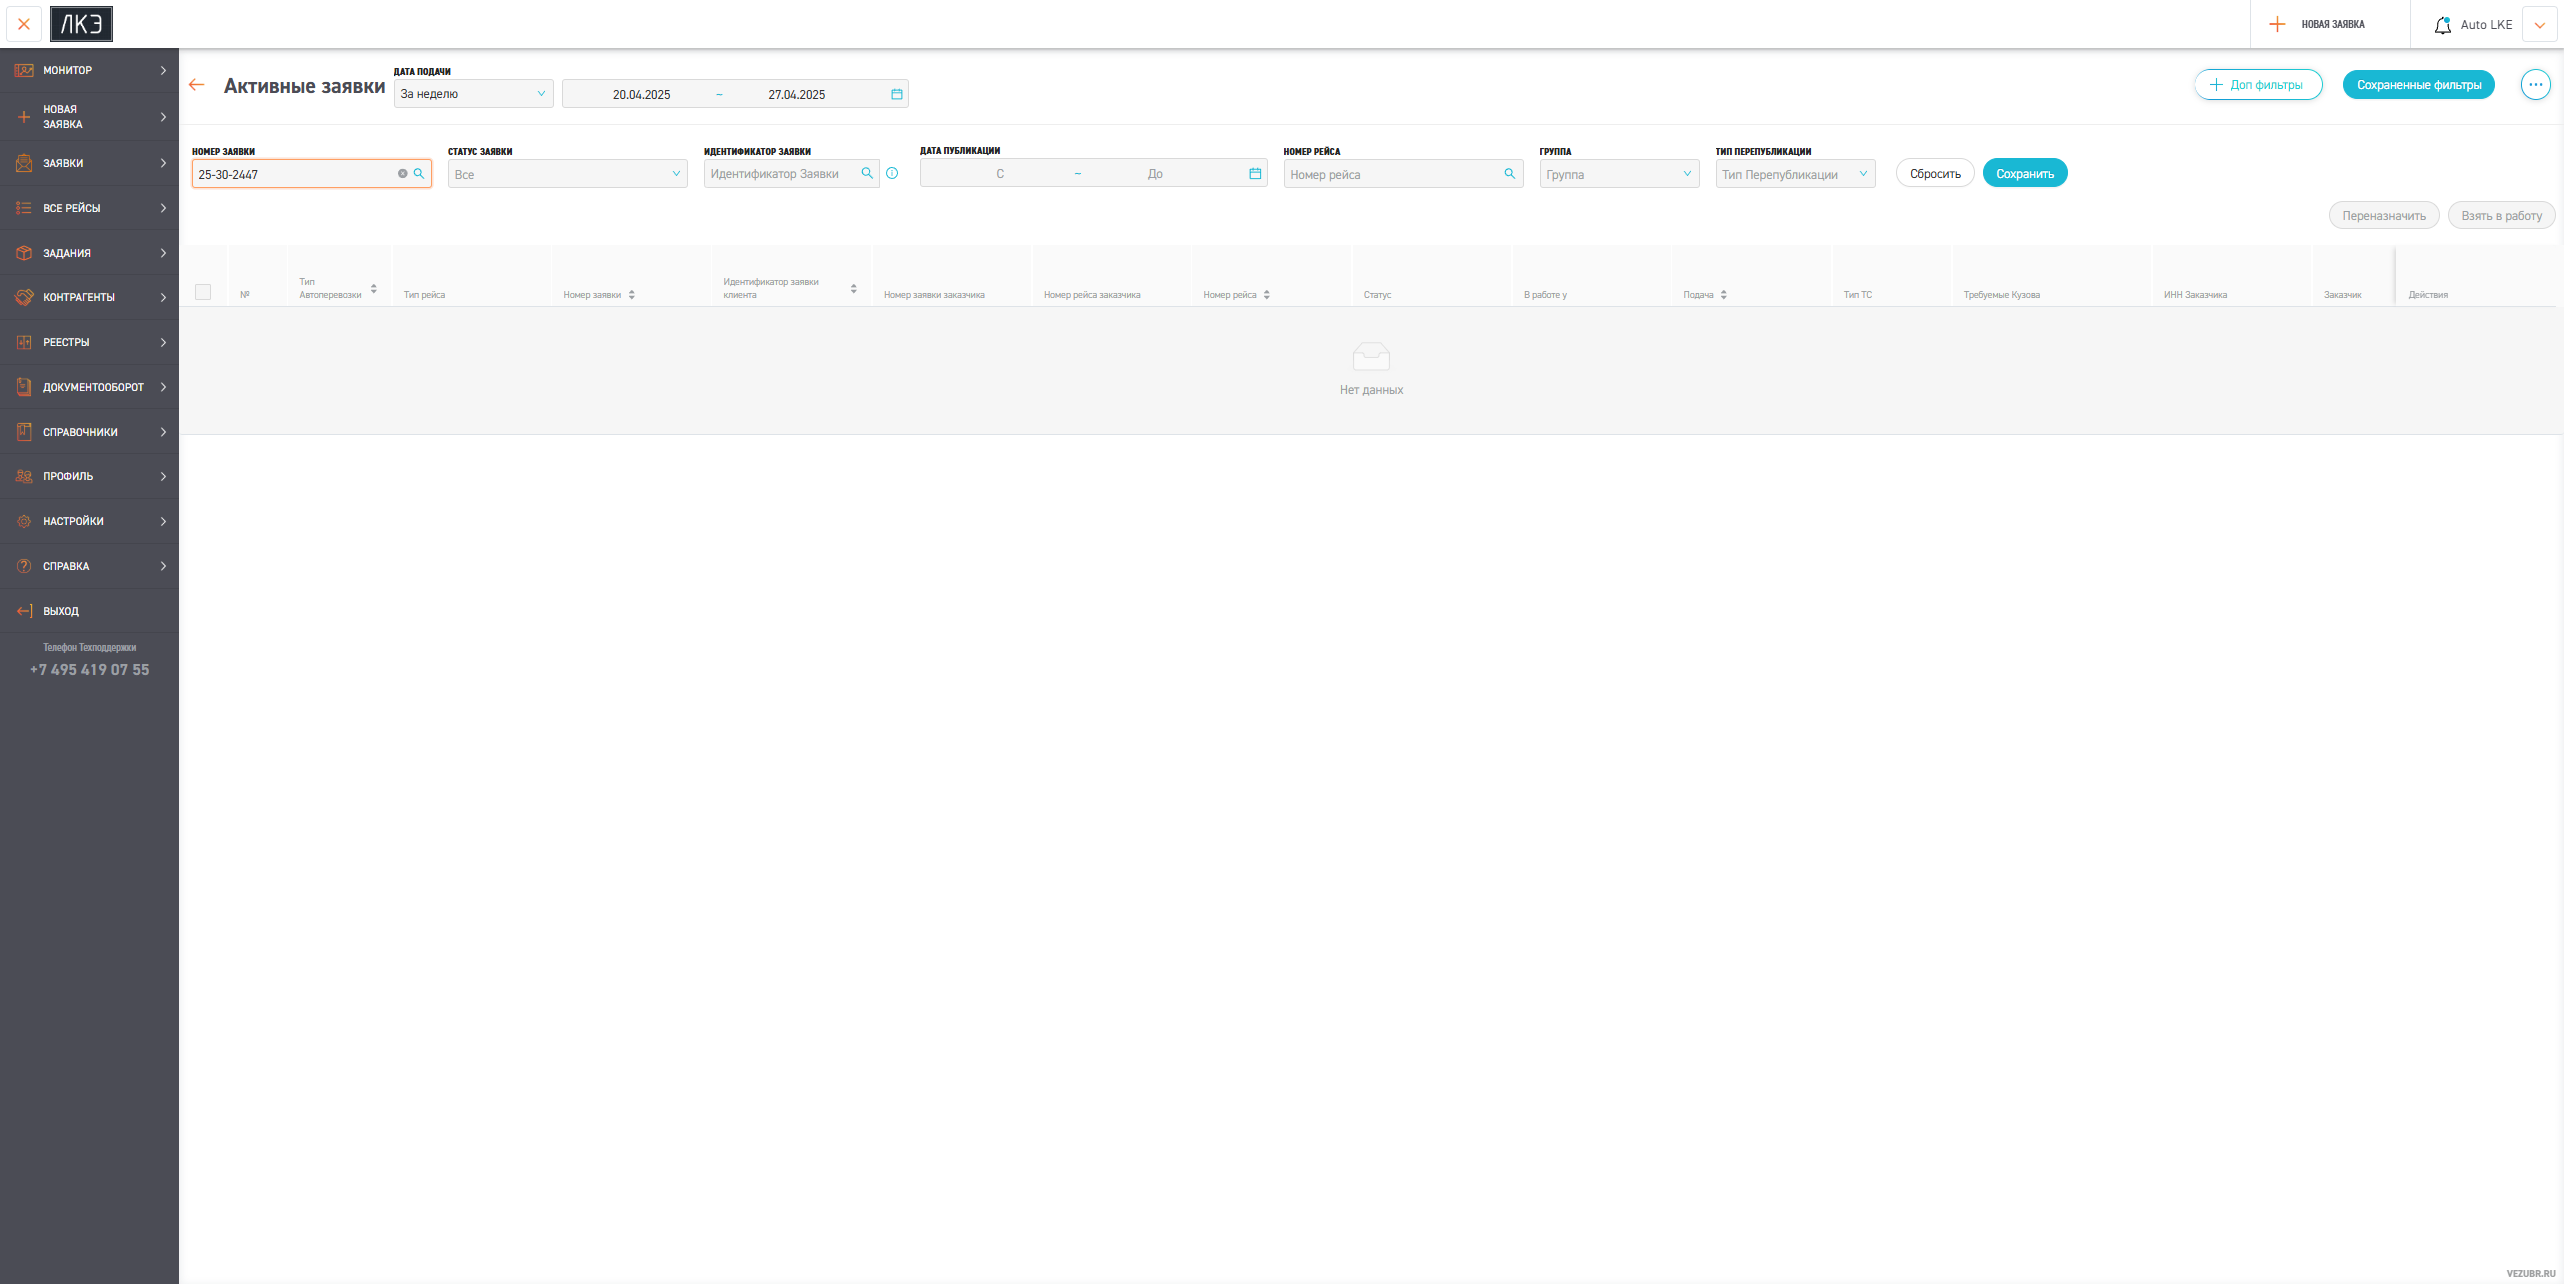 ЛКЭ
НОВАЯ ЗАЯВКА
Auto LKE
МОНИТОР
НОВАЯ
ЗАЯВКА
ЗАЯВКИ
ВСЕ РЕЙСЫ
ЗАДАНИЯ
КОНТРАГЕНТЫ
РЕЕСТРЫ
ДОКУМЕНТООБОРОТ
СПРАВОЧНИКИ
ПРОФИЛЬ
НАСТРОЙКИ
СПРАВКА
ВЫХОД
Телефон Техподдержки
+7 495 419 07 55
Активные заявки
ДАТА ПОДАЧИ
За неделю
20.04.2025 ~ 27.04.2025
Доп фильтры
Сохраненные фильтры
НОМЕР ЗАЯВКИ
25-30-2447
СТАТУС ЗАЯВКИ
Все
ИДЕНТИФИКАТОР ЗАЯВКИ
Идентификатор Заявки
ДАТА ПУБЛИКАЦИИ
С ~ До
НОМЕР РЕЙСА
Номер рейса
ГРУППА
Группа
ТИП ПЕРЕПУБЛИКАЦИИ
Тип Перепубликации
Сбросить
Сохранить
Переназначить
Взять в работу
№
Тип
Автоперевозки
Тип рейса
Номер заявки
Идентификатор заявки
клиента
Номер заявки заказчика
Номер рейса заказчика
Номер рейса
Статус
В работе у
Подача
Тип ТС
Требуемые Кузова
ИНН Заказчика
Заказчик
Действия
Нет данных
VEZUBR.RU